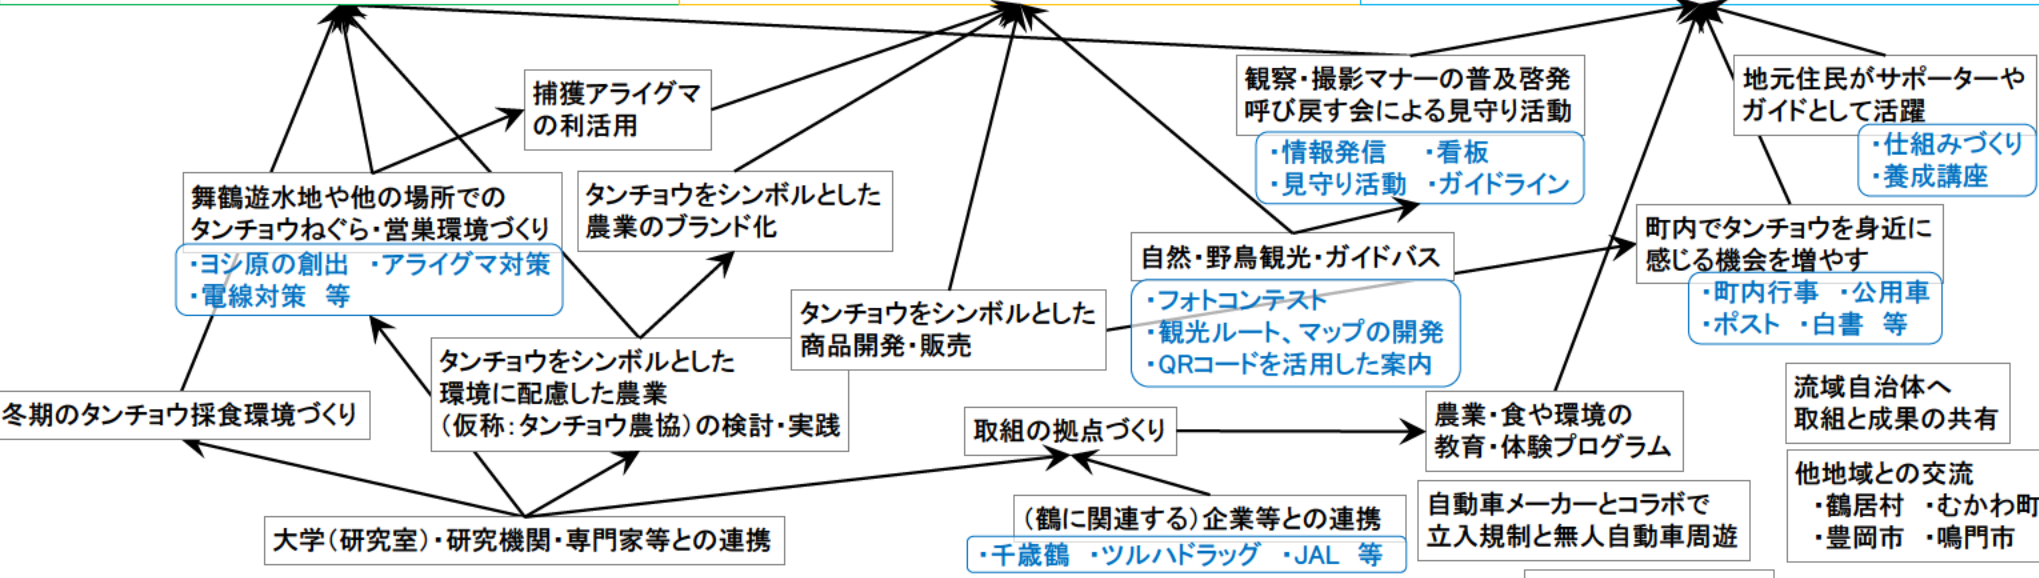 捕獲アライグマ
の利活用
観察・撮影マナーの普及啓発
呼び戻す会による見守り活動
・情報発信　・看板
・見守り活動　・ガイドライン
地元住民がサポーターや
ガイドとして活躍
・仕組みづくり
・養成講座
舞鶴遊水地や他の場所での
タンチョウねぐら・営巣環境づくり
・ヨシ原の創出　・アライグマ対策
・電線対策　等
タンチョウをシンボルとした
農業のブランド化
自然・野鳥観光・ガイドバス
・フォトコンテスト
・観光ルート、マップの開発
・QRコードを活用した案内
町内でタンチョウを身近に
感じる機会を増やす
・町内行事　・公用車
・ポスト　・白書　等
タンチョウをシンボルとした
商品開発・販売
タンチョウをシンボルとした
環境に配慮した農業
（仮称：タンチョウ農協）の検討・実践
冬期のタンチョウ採食環境づくり
取組の拠点づくり
農業・食や環境の
教育・体験プログラム
流域自治体へ
取組と成果の共有
大学（研究室）・研究機関・専門家等との連携
（鶴に関連する）企業等との連携
・千歳鶴　・ツルハドラッグ　・JAL　等
自動車メーカーとコラボで
立入規制と無人自動車周遊
他地域との交流
・鶴居村　・むかわ町
・豊岡市　・鳴門市